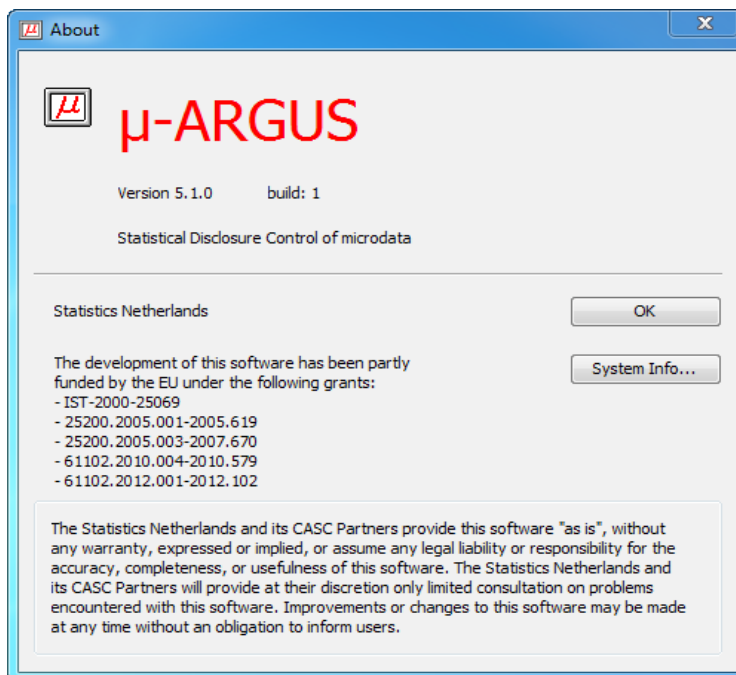 μ About
μ
μ-ARGUS
Version 5.1.0 build: 1
Statistical Disclosure Control of microdata
Statistics Netherlands
OK
The development of this software has been partly
funded by the EU under the following grants:
System Info...
- IST-2000-25069
- 25200.2005.001-2005.619
- 25200.2005.003-2007.670
- 61102.2010.004-2010.579
- 61102.2012.001-2012.102
The Statistics Netherlands and its CASC Partners provide this software "as is", without
any warranty, expressed or implied, or assume any legal liability or responsibility for the
accuracy, completeness, or usefulness of this software. The Statistics Netherlands and
its CASC Partners will provide at their discretion only limited consultation on problems
encountered with this software. Improvements or changes to this software may be made
at any time without an obligation to inform users.